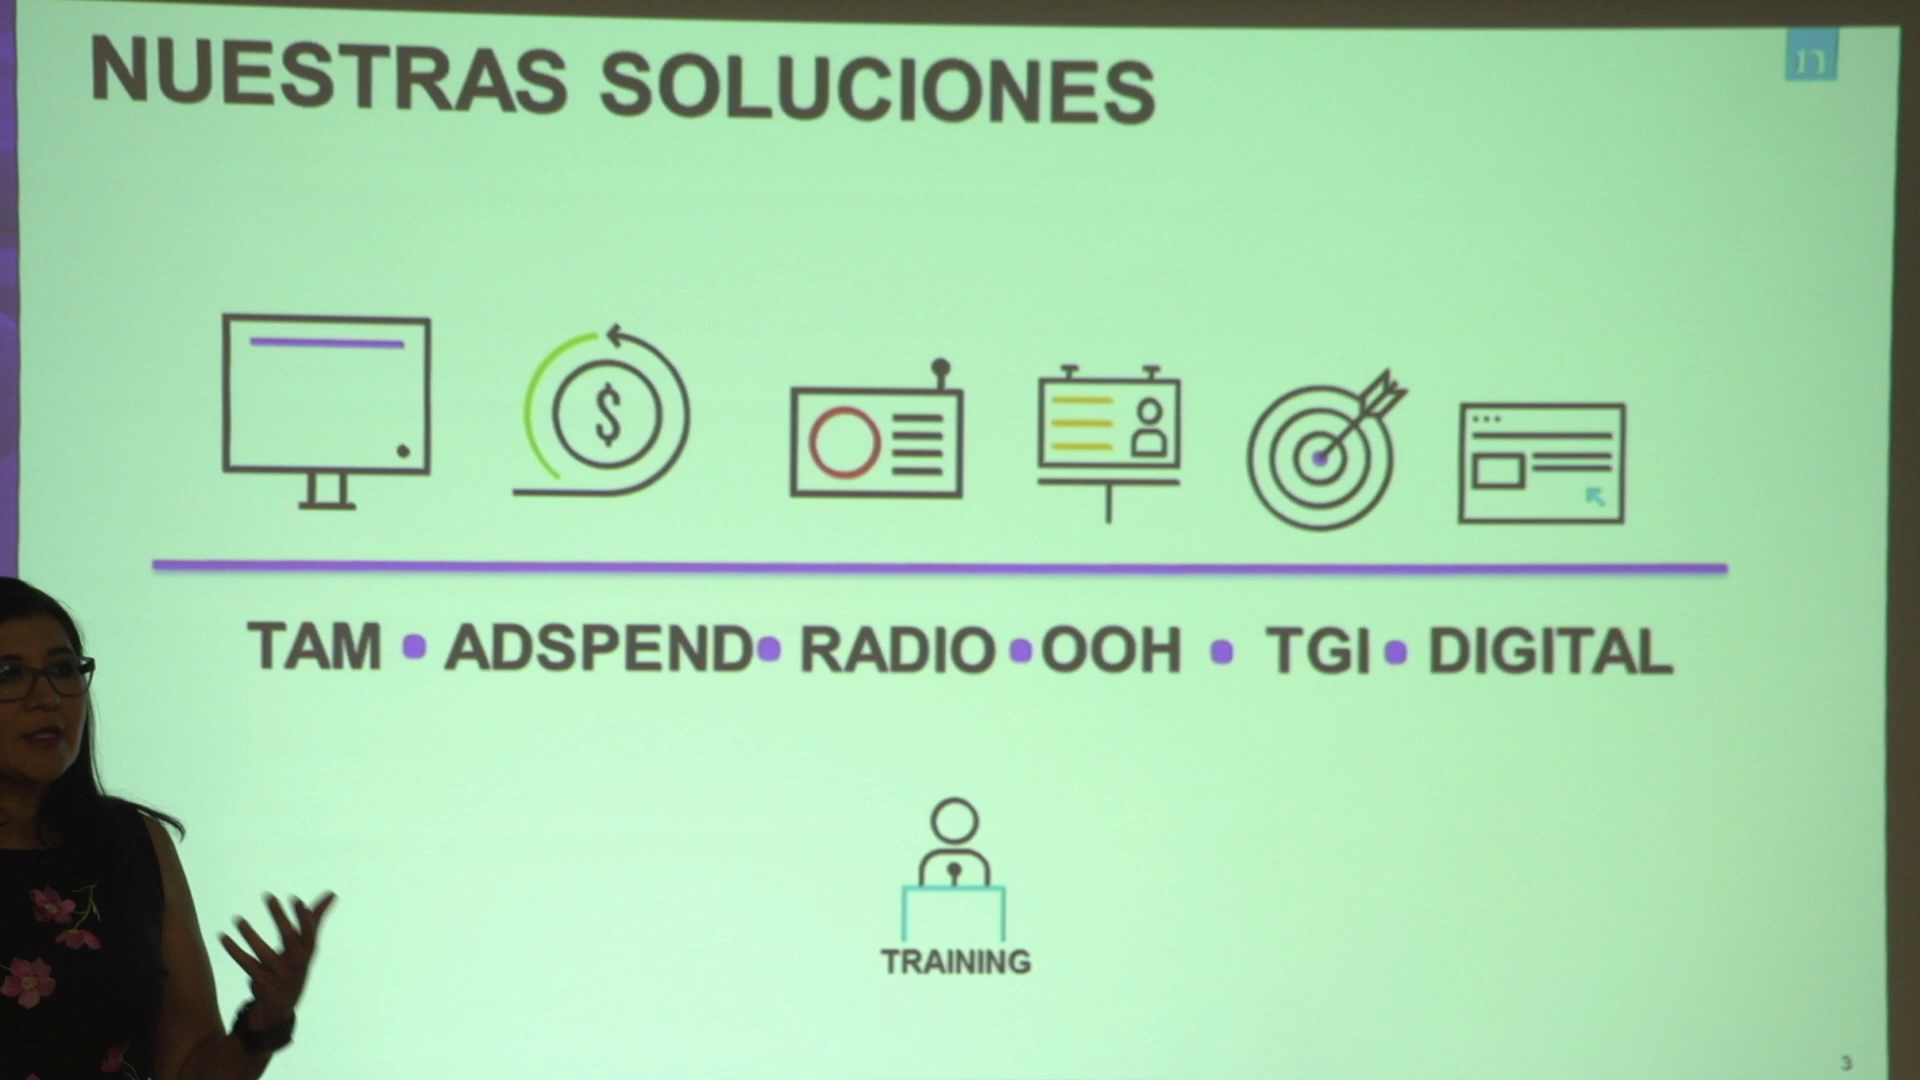 NUESTRAS SOLUCIONES
n
$
TAM • ADSPEND • RADIO • OOH • TGI • DIGITAL
TRAINING
3